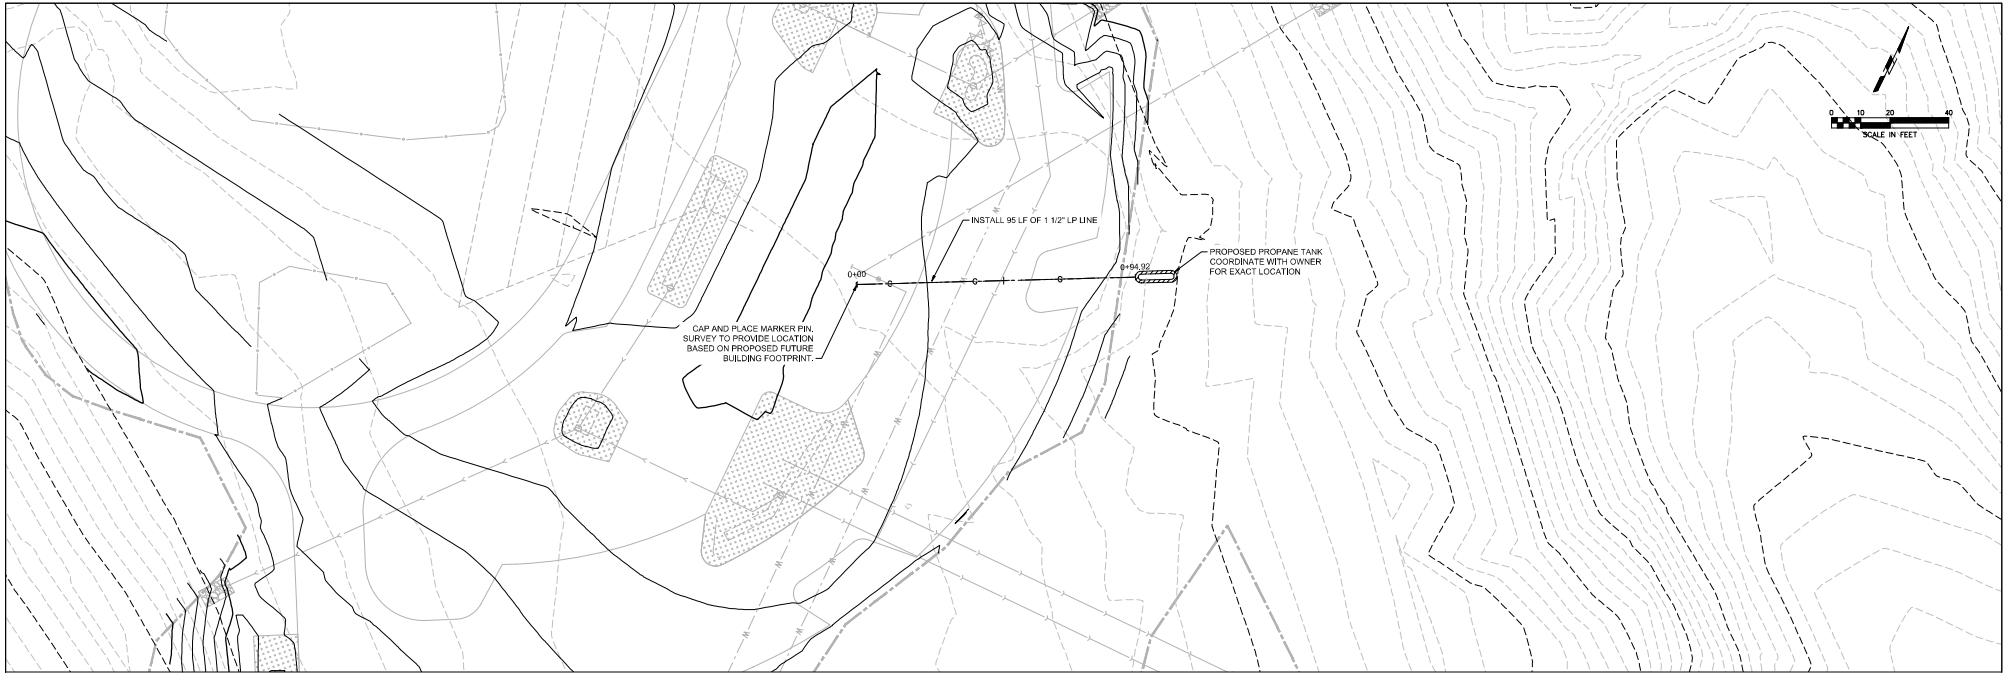 0 10 20 40
SCALE IN FEET
INSTALL 95 LF OF 1 1/2" LP LINE
PROPOSED PROPANE TANK
COORDINATE WITH OWNER
FOR EXACT LOCATION
0+00
0+94.92
G G G
CAP AND PLACE MARKER PIN.
SURVEY TO PROVIDE LOCATION
BASED ON PROPOSED FUTURE
BUILDING FOOTPRINT.